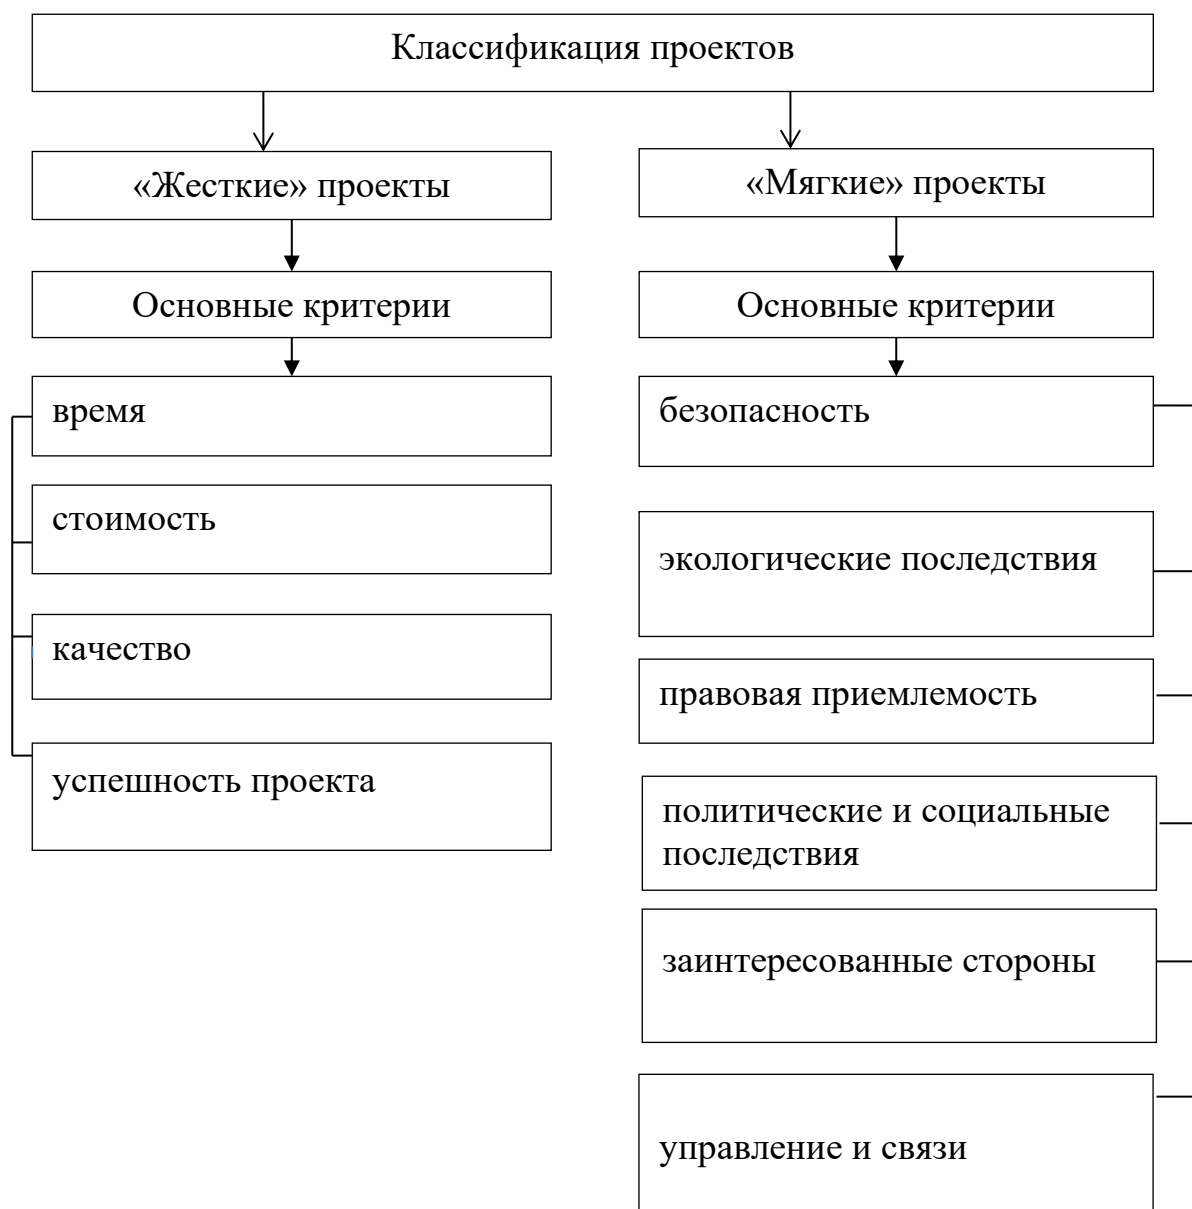 Классификация проектов
«Жесткие» проекты
«Мягкие» проекты
Основные критерии
Основные критерии
время
стоимость
качество
успешность проекта
безопасность
экологические последствия
правовая приемлемость
политические и социальные
последствия
заинтересованные стороны
управление и связи